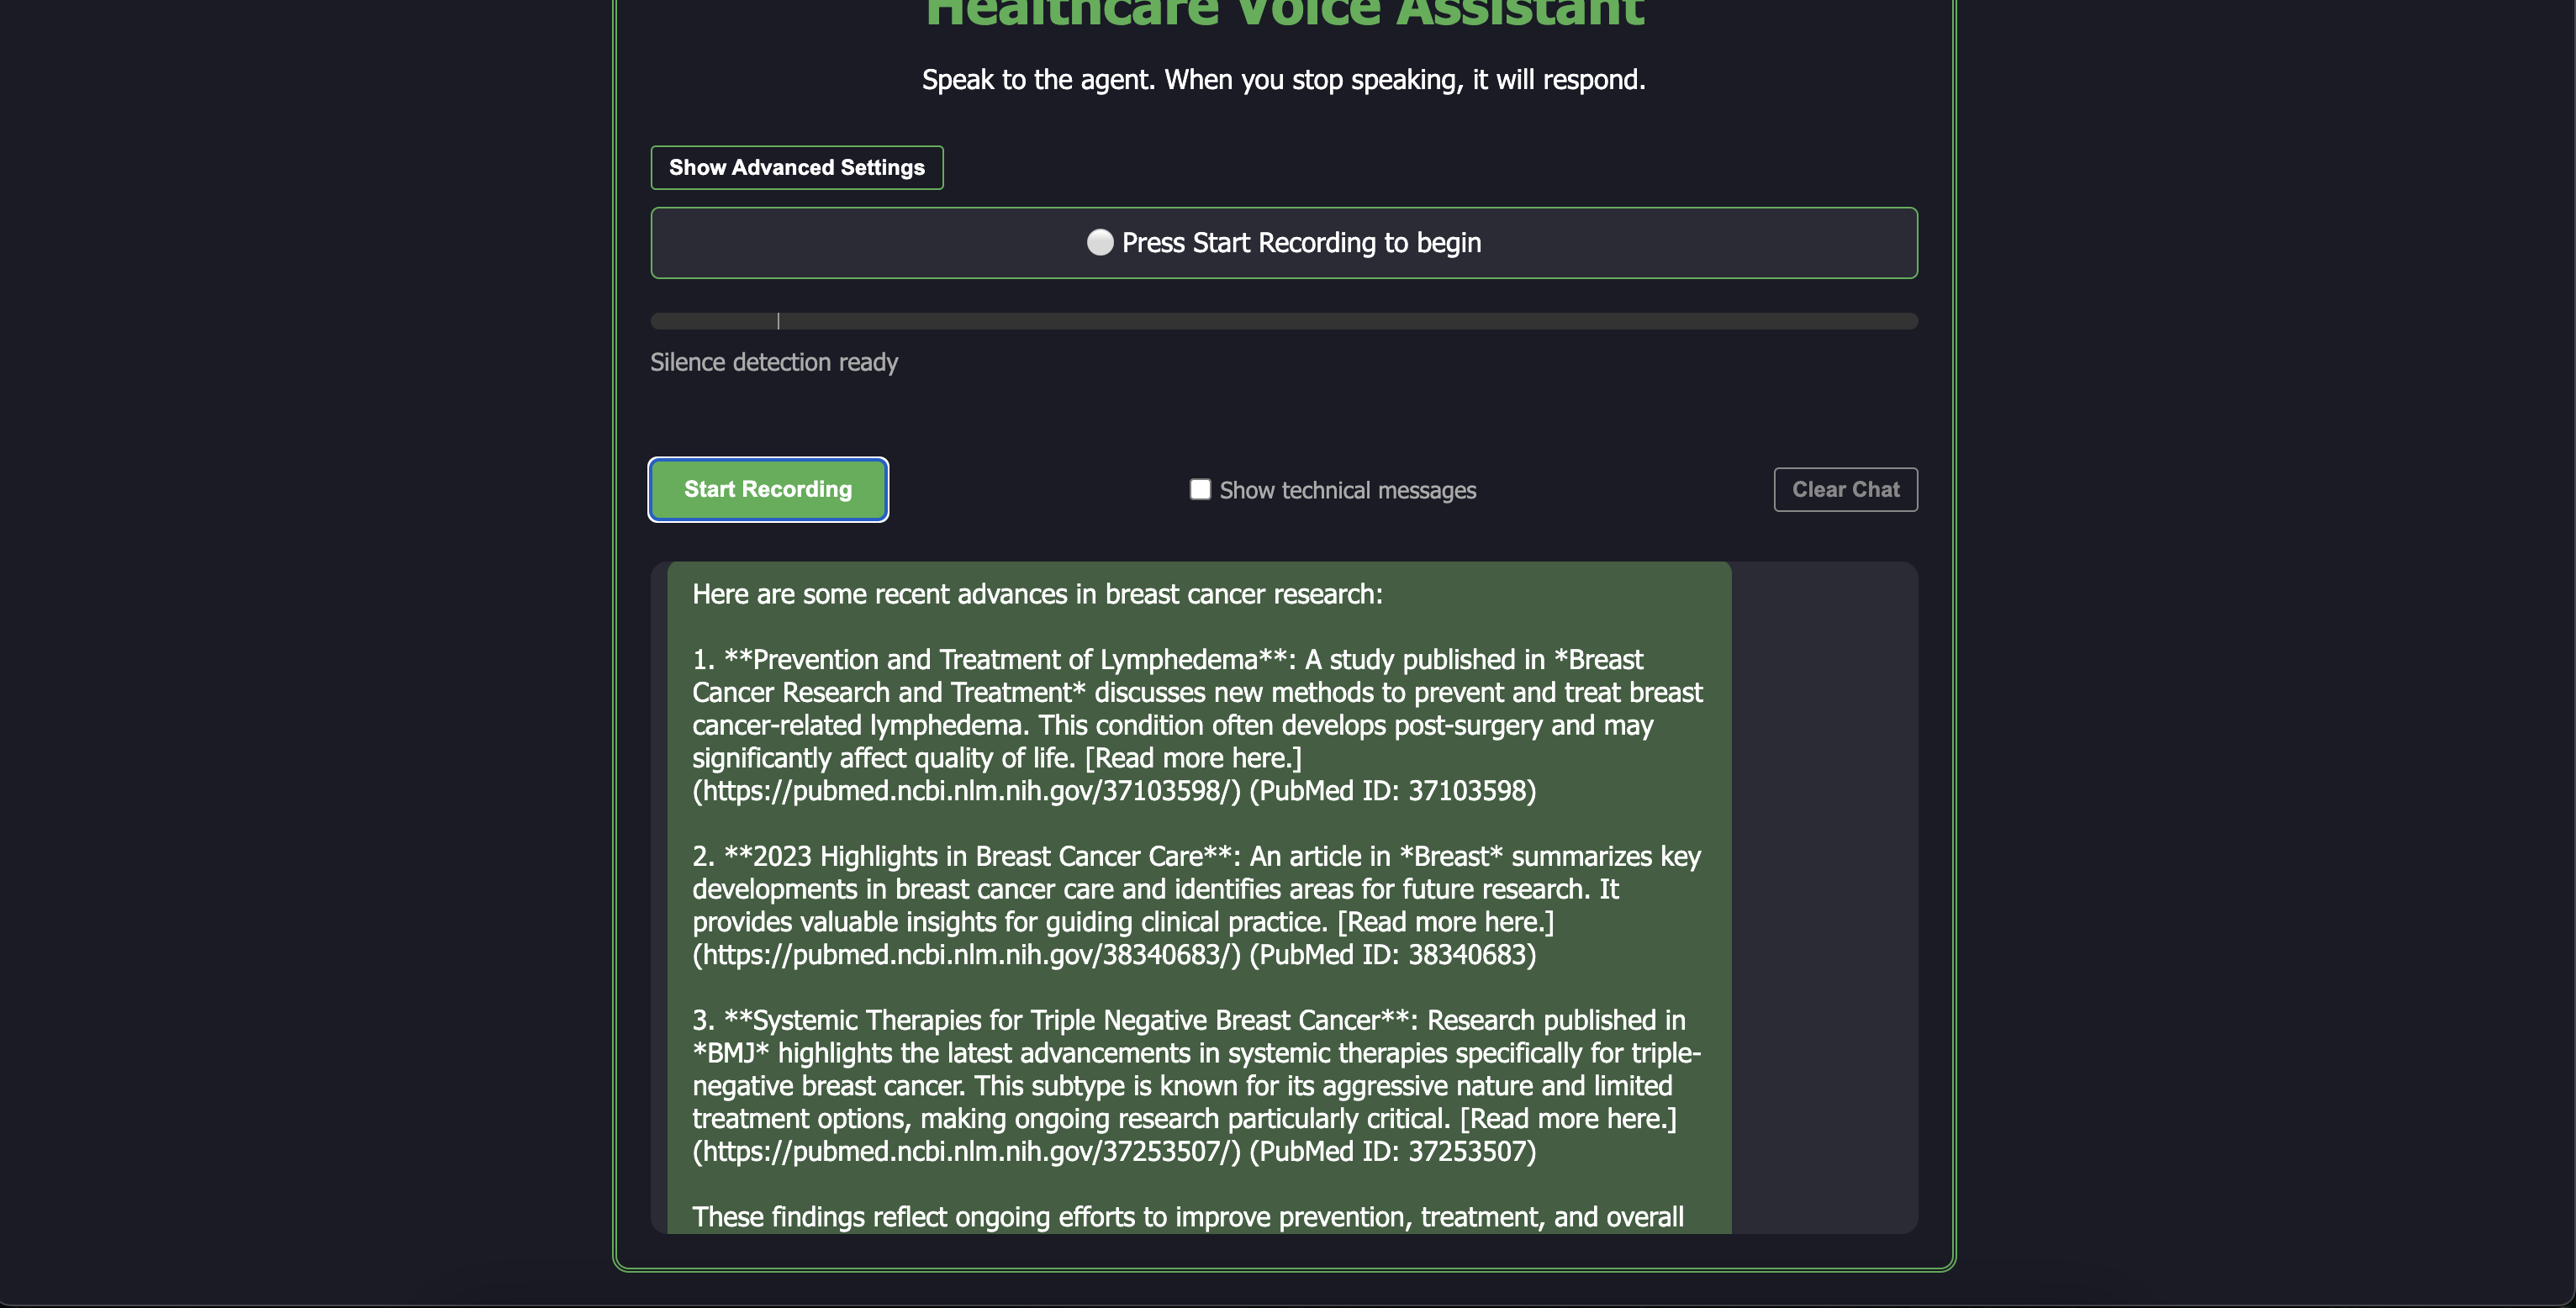 Healthcare Voice Assistant
Speak to the agent. When you stop speaking, it will respond.
Show Advanced Settings
Press Start Recording to begin
Silence detection ready
Start Recording
Show technical messages
Clear Chat
Here are some recent advances in breast cancer research:
1. **Prevention and Treatment of Lymphedema**: A study published in *Breast
Cancer Research and Treatment* discusses new methods to prevent and treat breast
cancer-related lymphedema. This condition often develops post-surgery and may
significantly affect quality of life. [Read more here.]
(https://pubmed.ncbi.nlm.nih.gov/37103598/) (PubMed ID: 37103598)
2. **2023 Highlights in Breast Cancer Care**: An article in *Breast* summarizes key
developments in breast cancer care and identifies areas for future research. It
provides valuable insights for guiding clinical practice. [Read more here.]
(https://pubmed.ncbi.nlm.nih.gov/38340683/) (PubMed ID: 38340683)
3. **Systemic Therapies for Triple Negative Breast Cancer**: Research published in
*BMJ* highlights the latest advancements in systemic therapies specifically for triple-
negative breast cancer. This subtype is known for its aggressive nature and limited
treatment options, making ongoing research particularly critical. [Read more here.]
(https://pubmed.ncbi.nlm.nih.gov/37253507/) (PubMed ID: 37253507)
These findings reflect ongoing efforts to improve prevention, treatment, and overall